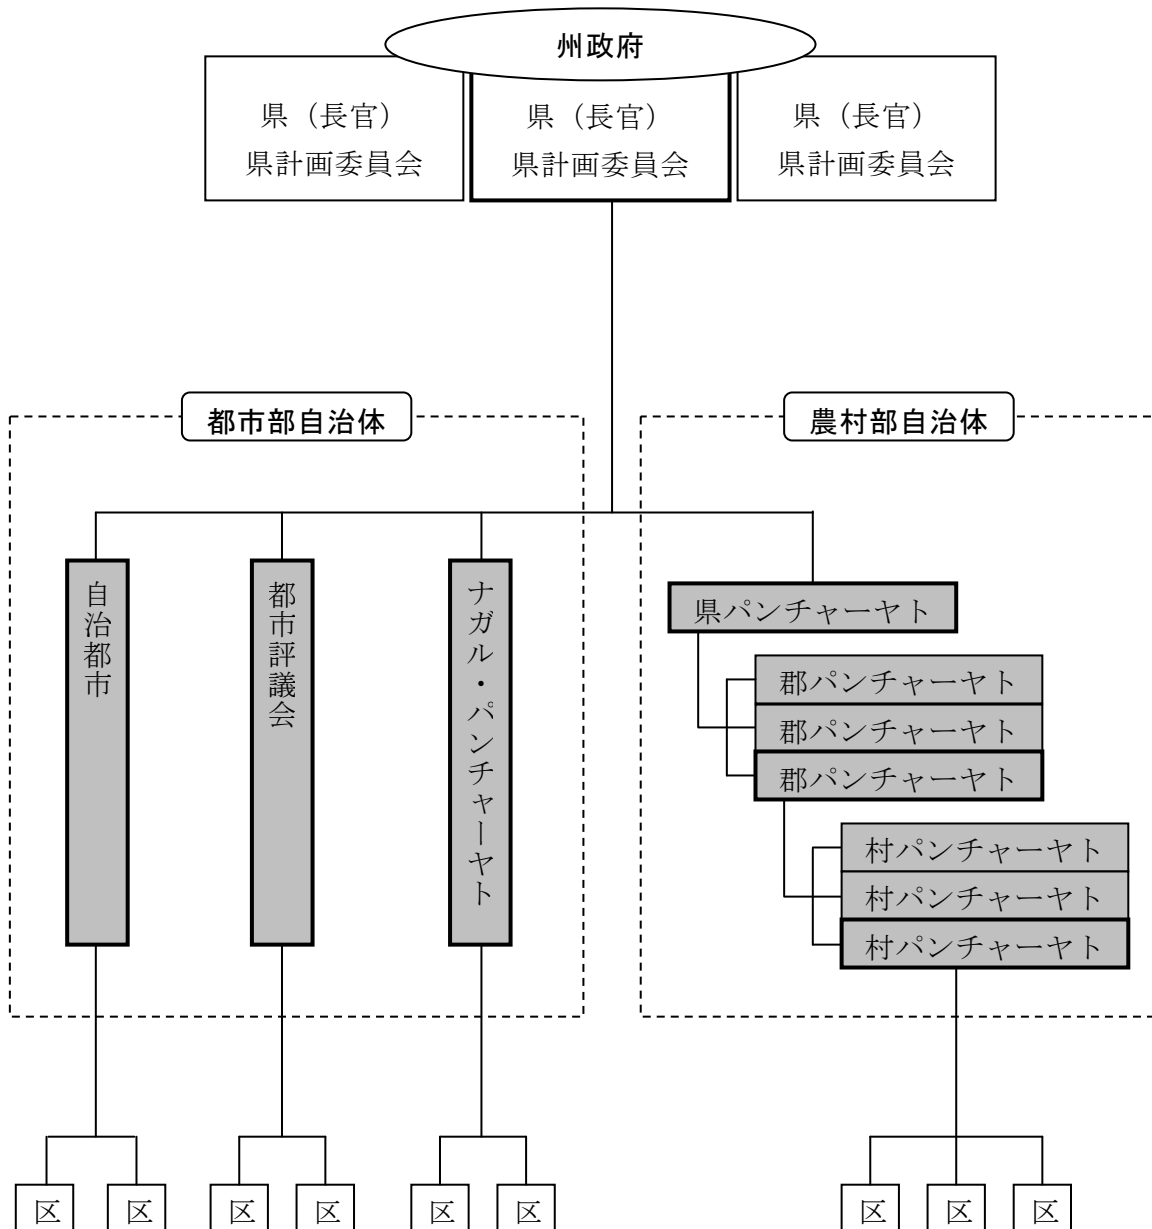 州政府
県（長官）
県計画委員会
県（長官）
県計画委員会
県（長官）
県計画委員会
都市部自治体
農村部自治体
自治都市
都市評議会
ナガル・パンチャーヤト
県パンチャーヤト
郡パンチャーヤト
郡パンチャーヤト
郡パンチャーヤト
村パンチャーヤト
村パンチャーヤト
村パンチャーヤト
区
区
区
区
区
区
区
区
区